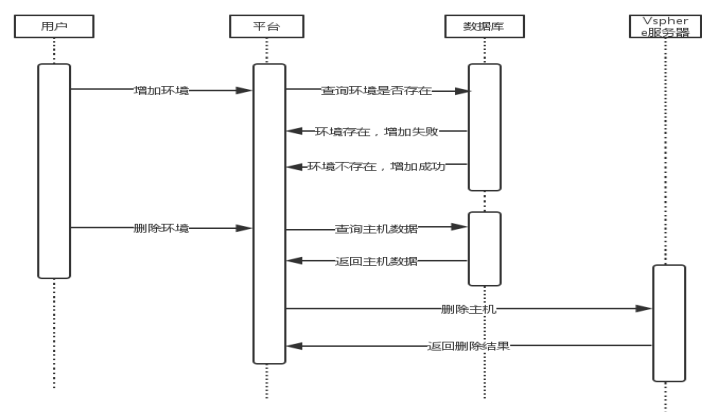 用户
平台
数据库
Vspher
e服务器
增加环境
查询环境是否存在
环境存在，增加失败
环境不存在，增加成功
删除环境
查询主机数据
返回主机数据
删除主机
返回删除结果